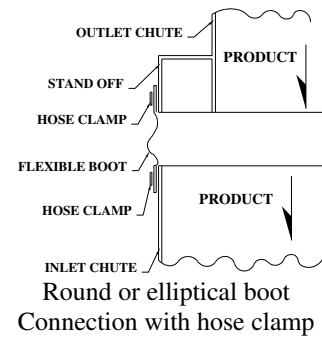 OUTLET CHUTE
PRODUCT
STAND OFF
HOSE CLAMP
FLEXIBLE BOOT
HOSE CLAMP
PRODUCT
INLET CHUTE
Round or elliptical boot
Connection with hose clamp